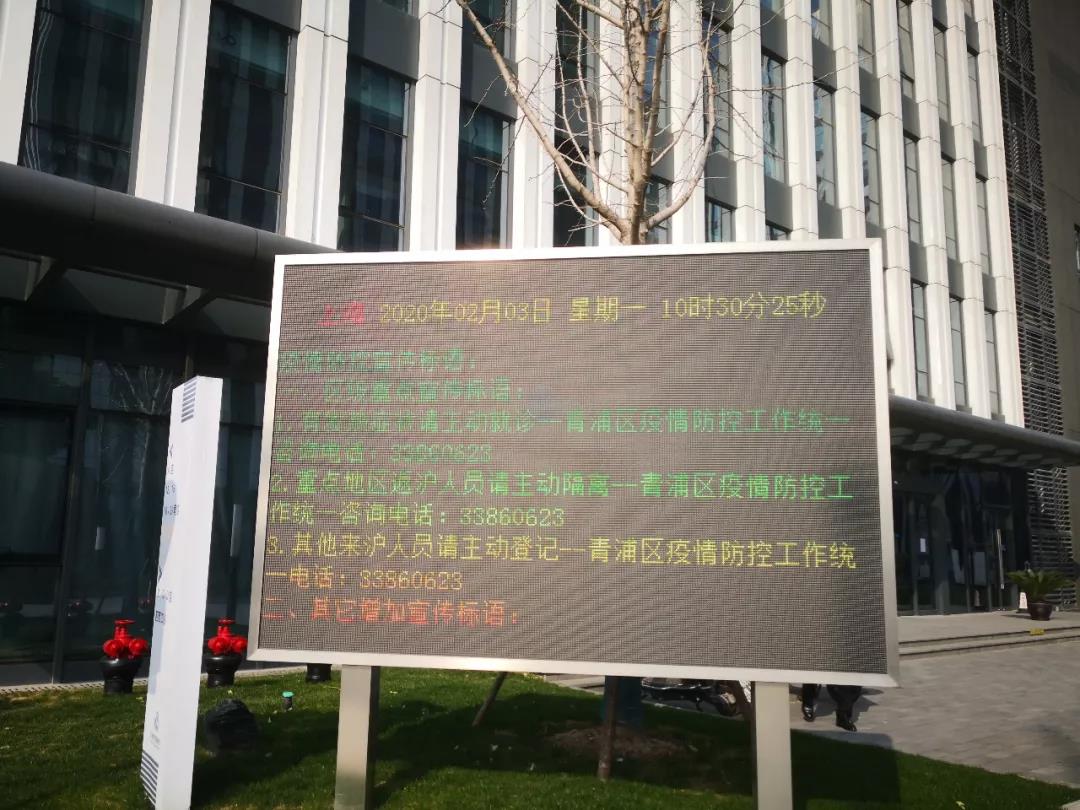 上海 2020年02月03日 星期一 10时30分25秒
疫情防控宣传标语：
区级重点宣传标语：
1.有发热症状请主动就诊--青浦区疫情防控工作统一
咨询电话：33860623
2.重点地区返沪人员请主动隔离--青浦区疫情防控工
作统一咨询电话：33860623
3.其他来沪人员请主动登记--青浦区疫情防控工作统
一电话：33860623
二、其它增加宣传标语：